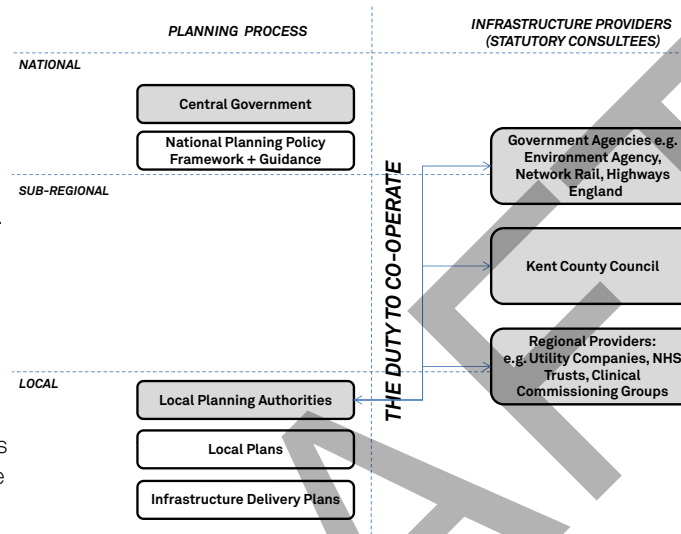 PLANNING PROCESS
INFRASTRUCTURE PROVIDERS
(STATUTORY CONSULTEES)
NATIONAL
Central Government
National Planning Policy
Framework + Guidance
Government Agencies e.g.
Environment Agency,
Network Rail, Highways
England
SUB-REGIONAL
THE DUTY TO CO-OPERATE
Kent County Council
Regional Providers:
e.g. Utility Companies, NHS
Trusts, Clinical
Commissioning Groups
LOCAL
Local Planning Authorities
Local Plans
Infrastructure Delivery Plans